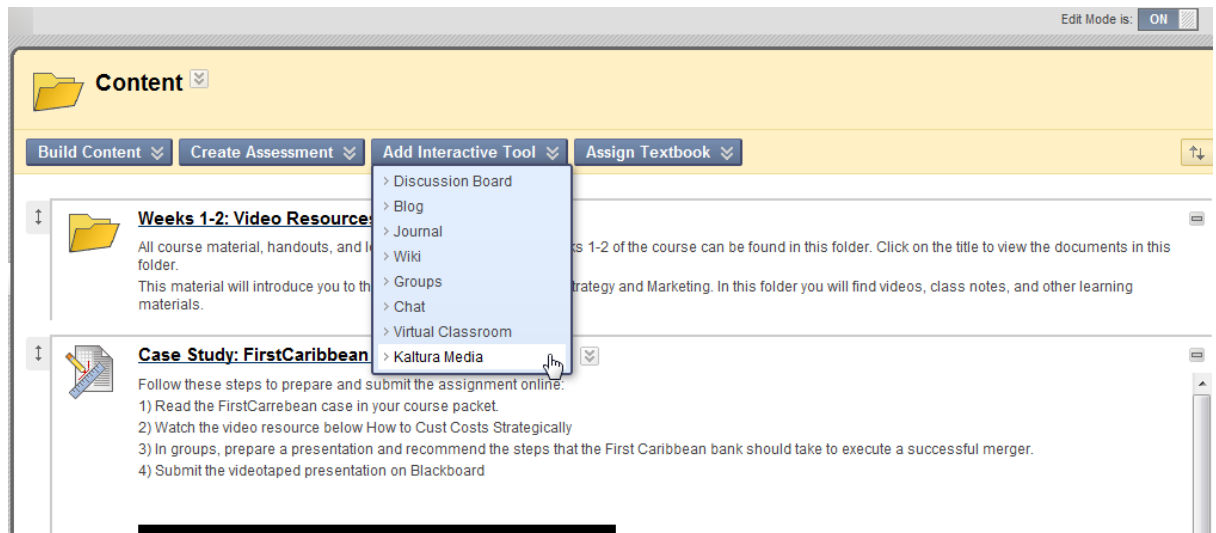 Edit Mode is: ON
Content
Build Content
Create Assessment
Add Interactive Tool
Assign Textbook
> Discussion Board
> Blog
> Journal
> Wiki
> Groups
> Chat
> Virtual Classroom
> Kaltura Media
Weeks 1-2: Video Resources
All course material, handouts, and 1-2 of the course can be found in this folder. Click on the title to view the documents in this
folder.
This material will introduce you to and Marketing. In this folder you will find videos, class notes, and other learning
materials.
Case Study: FirstCaribbean
Follow these steps to prepare and submit the assignment online:
1) Read the FirstCarrebean case in your course packet.
2) Watch the video resource below How to Cust Costs Strategically
3) In groups, prepare a presentation and recommend the steps that the First Caribbean bank should take to execute a successful merger.
4) Submit the videotaped presentation on Blackboard